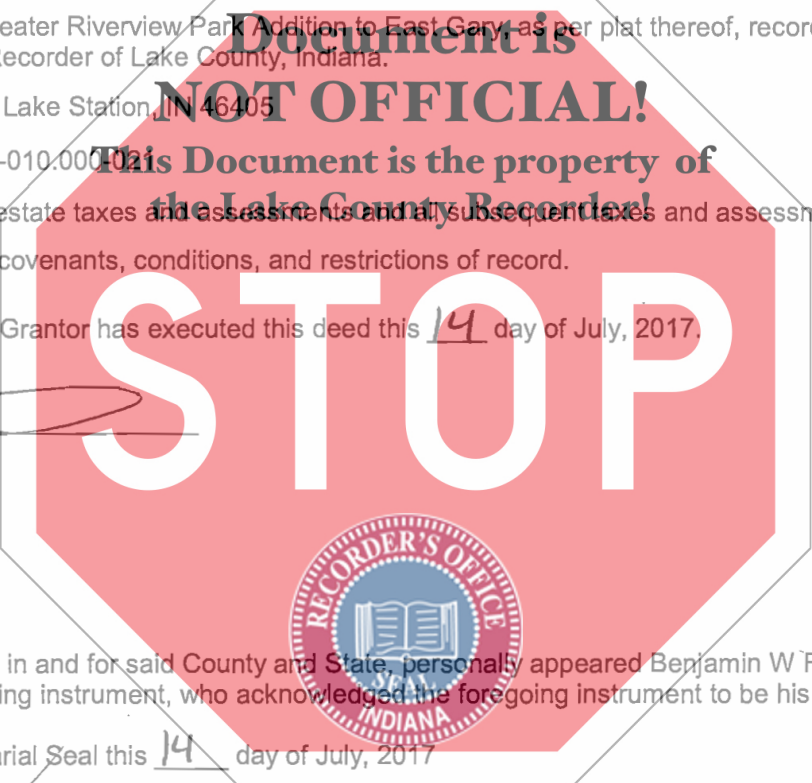 eater Riverview Park Addition to East Gary, as per plat thereof, recor
Document is
Recorder of Lake County, Indiana.
Lake Station, IN 46405
NOT OFFICIAL!
-010.000-021
This Document is the property of
the Lake County Recorder!
estate taxes and assessments and all subsequent taxes and assessm
covenants, conditions, and restrictions of record.
Grantor has executed this deed this 14 day of July, 2017.
STOP
RECORDER'S OFFICE
SEAL
INDIANA
in and for said County and State, personally appeared Benjamin W F
ing instrument, who acknowledged the foregoing instrument to be his
arial Seal this 14 day of July, 2017